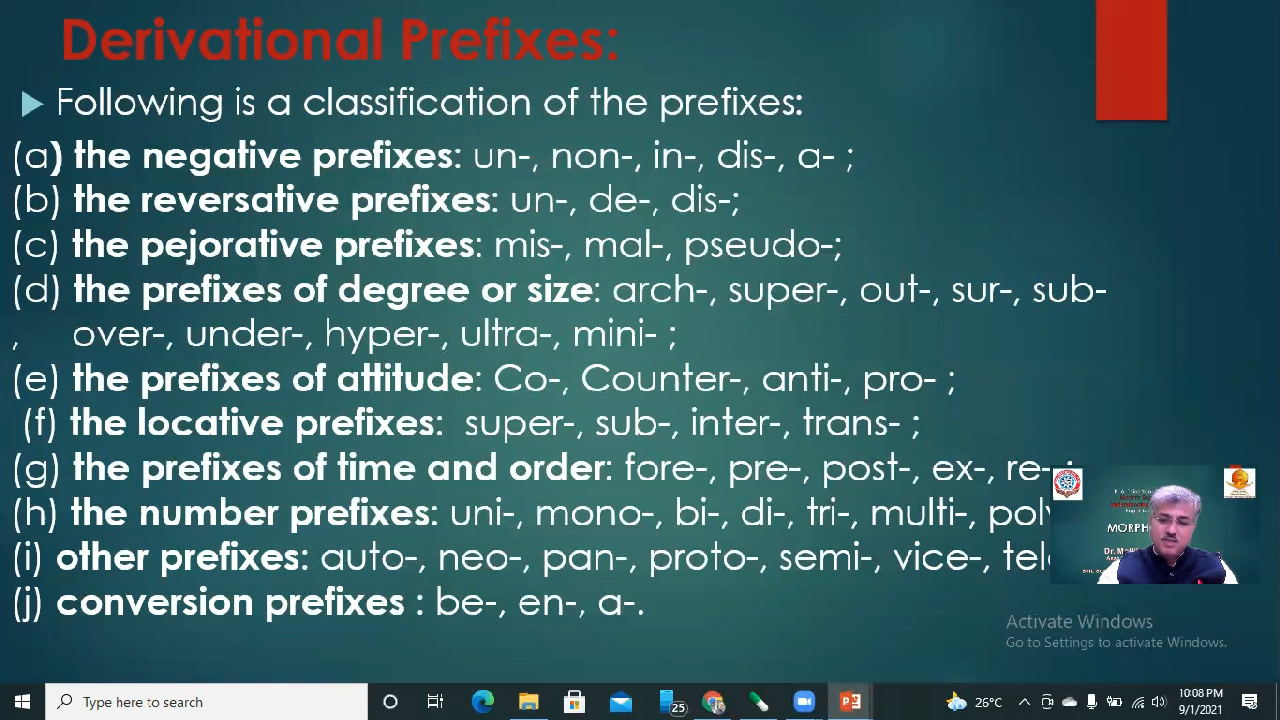 Derivational Prefixes:
Following is a classification of the prefixes:
(a) the negative prefixes: un-, non-, in-, dis-, a- ;
(b) the reversative prefixes: un-, de-, dis-;
(c) the pejorative prefixes: mis-, mal-, pseudo-;
(d) the prefixes of degree or size: arch-, super-, out-, sur-, sub-
, over-, under-, hyper-, ultra-, mini- ;
(e) the prefixes of attitude: Co-, Counter-, anti-, pro- ;
(f) the locative prefixes: super-, sub-, inter-, trans- ;
(g) the prefixes of time and order: fore-, pre-, post-, ex-, re- ;
(h) the number prefixes: uni-, mono-, bi-, di-, tri-, multi-, poly
(i) other prefixes: auto-, neo-, pan-, proto-, semi-, vice-, tel
(j) conversion prefixes : be-, en-, a-.
MORPH
Activate Windows
Go to Settings to activate Windows.
Type here to search
25
26°C
10:08 PM
9/1/2021